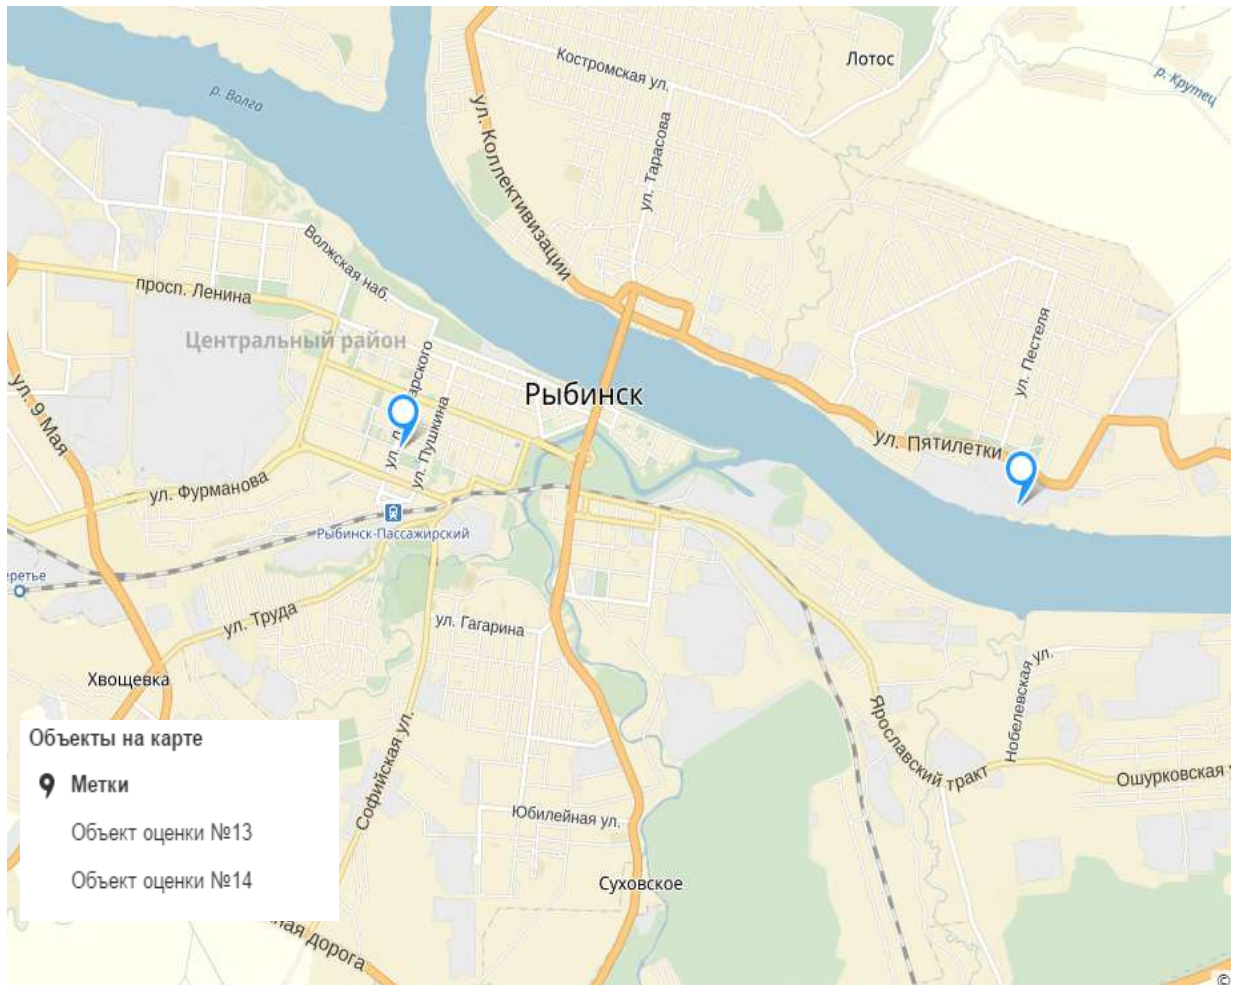 Лотос
Костромская ул.
р. Крутец
р. Волга
ул. Коллективизации
ул. Тарасова
Волжская наб.
просп. Ленина
Центральный район
ул. Пестеля
ул. 9 Мая
Рыбинск
ул. Пушкина
ул.
ул. Пятилетки
ул. Фурманова
Рыбинск-Пассажирский
ул. Труда
ул. Гагарина
Хвощевка
Нобелевская ул.
Ярославский тракт
Софийская ул.
Ошурковская
Юбилейная ул.
Суховское
дорога
Объекты на карте
Метки
Объект оценки №13
Объект оценки №14
©